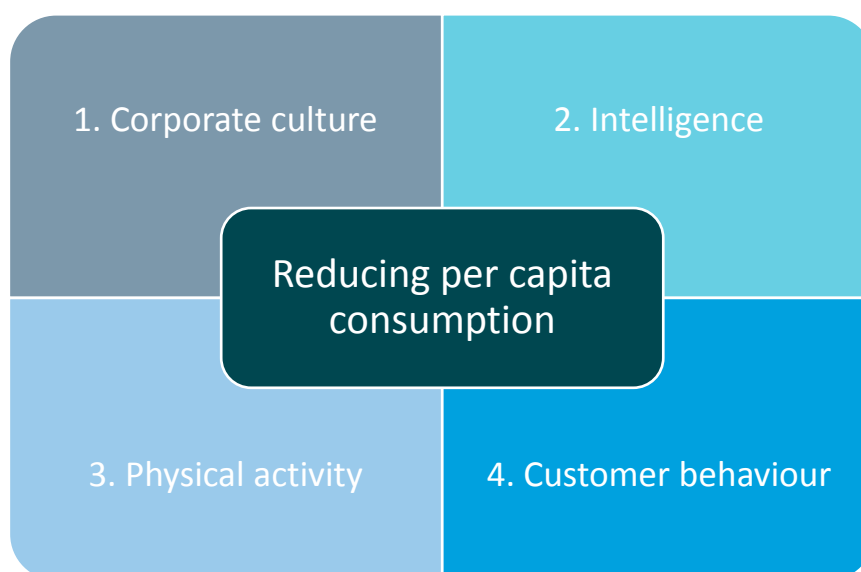 1. Corporate culture
2. Intelligence
Reducing per capita
consumption
3. Physical activity
4. Customer behaviour